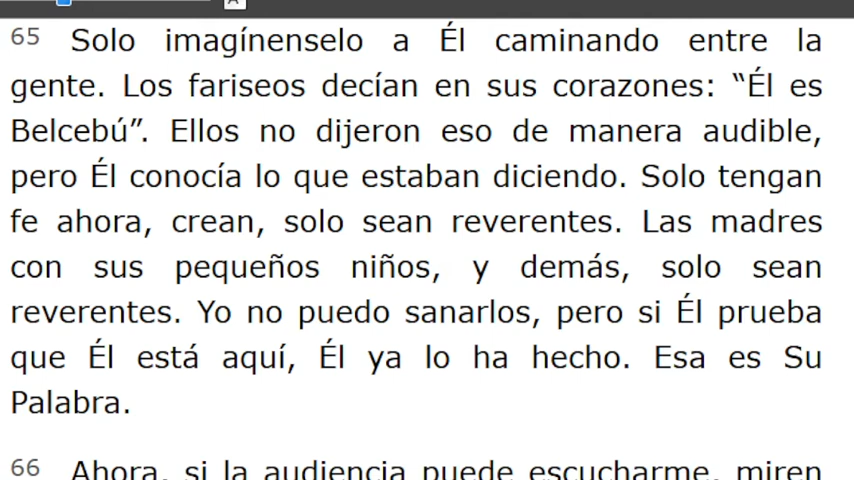 65 Solo imagínenselo a Él caminando entre la
gente. Los fariseos decían en sus corazones: “Él es
Belcebú”. Ellos no dijeron eso de manera audible,
pero Él conocía lo que estaban diciendo. Solo tengan
fe ahora, crean, solo sean reverentes. Las madres
con sus pequeños niños, y demás, solo sean
reverentes. Yo no puedo sanarlos, pero si Él prueba
que Él está aquí, Él ya lo ha hecho. Esa es Su
Palabra.
66 Ahora, si la audiencia puede escucharme, miren